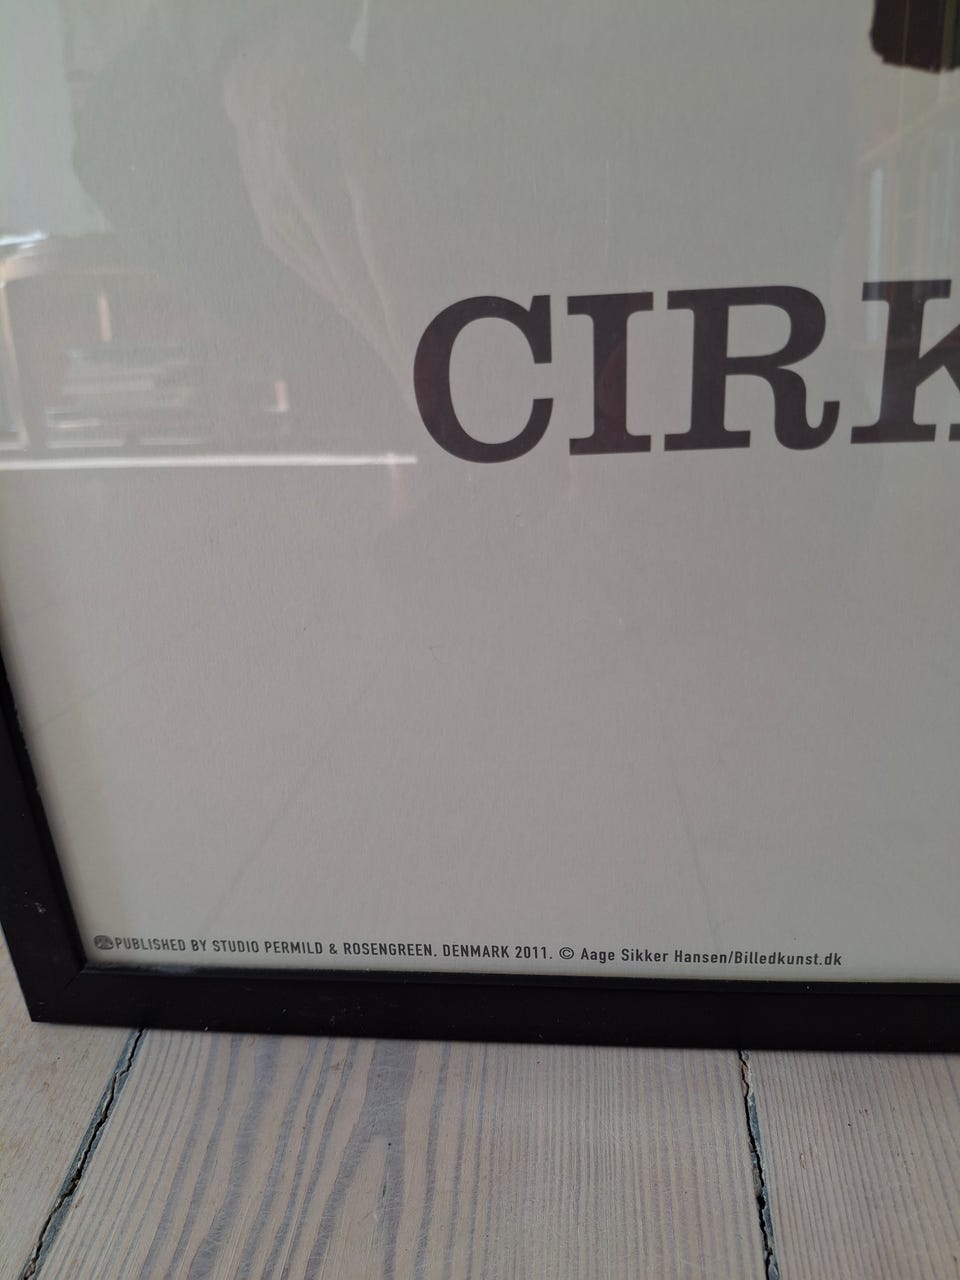 CIRK
PUBLISHED BY STUDIO PERMILD & ROSENGREEN, DENMARK 2011. © Aage Sikker Hansen/Billedkunst.dk